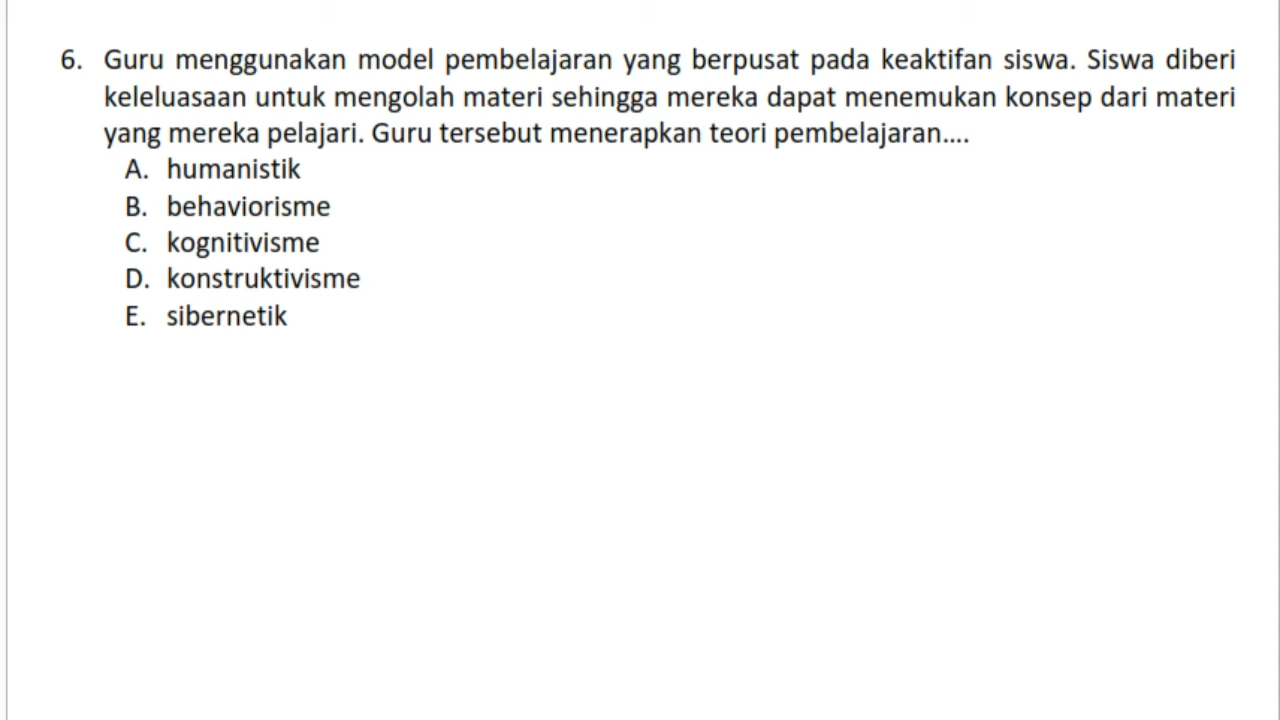 6. Guru menggunakan model pembelajaran yang berpusat pada keaktifan siswa. Siswa diberi
keleluasaan untuk mengolah materi sehingga mereka dapat menemukan konsep dari materi
yang mereka pelajari. Guru tersebut menerapkan teori pembelajaran....
A. humanistik
B. behaviorisme
C. kognitivisme
D. konstruktivisme
E. sibernetik